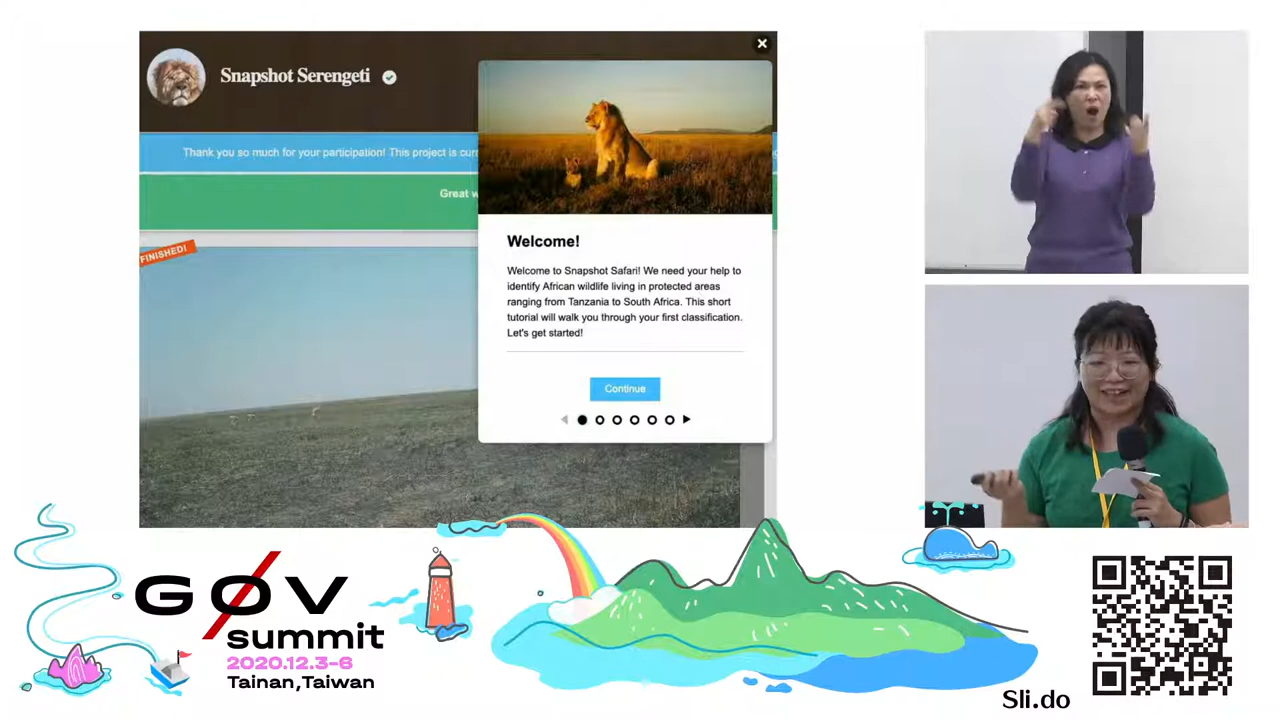 Snapshot Serengeti
Thank you so much for your participation! This project is cura
Great w
FINISHED!
Welcome!
Welcome to Snapshot Safari! We need your help to
identify African wildlife living in protected areas
ranging from Tanzania to South Africa. This short
tutorial will walk you through your first classification.
Let's get started!
Continue
GØV
summit
2020.12.3-6
Tainan,Taiwan
Sli.do